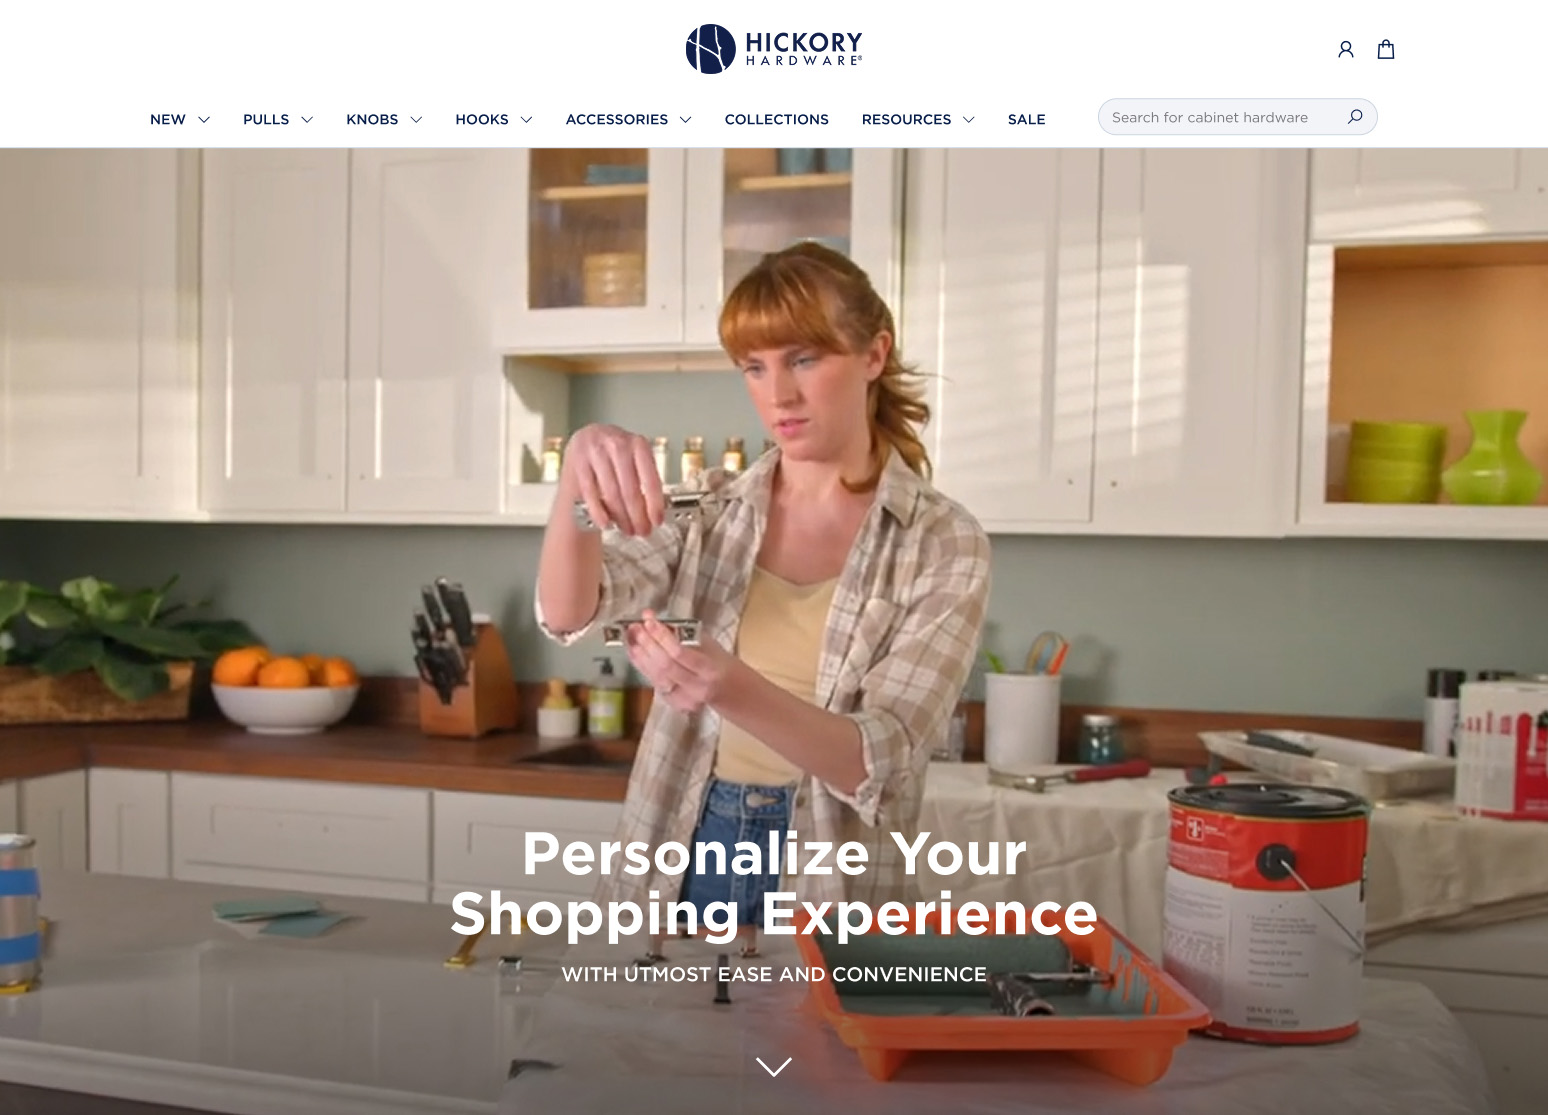 HICKORY
HARDWARE®
NEW
PULLS
KNOBS
HOOKS
ACCESSORIES
COLLECTIONS
RESOURCES
SALE
Search for cabinet hardware
Personalize Your
Shopping Experience
WITH UTMOST EASE AND CONVENIENCE